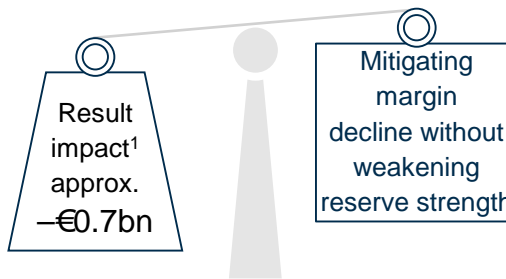 Result
impact¹
approx.
–€0.7bn
Mitigating
margin
decline without
weakening
reserve strength